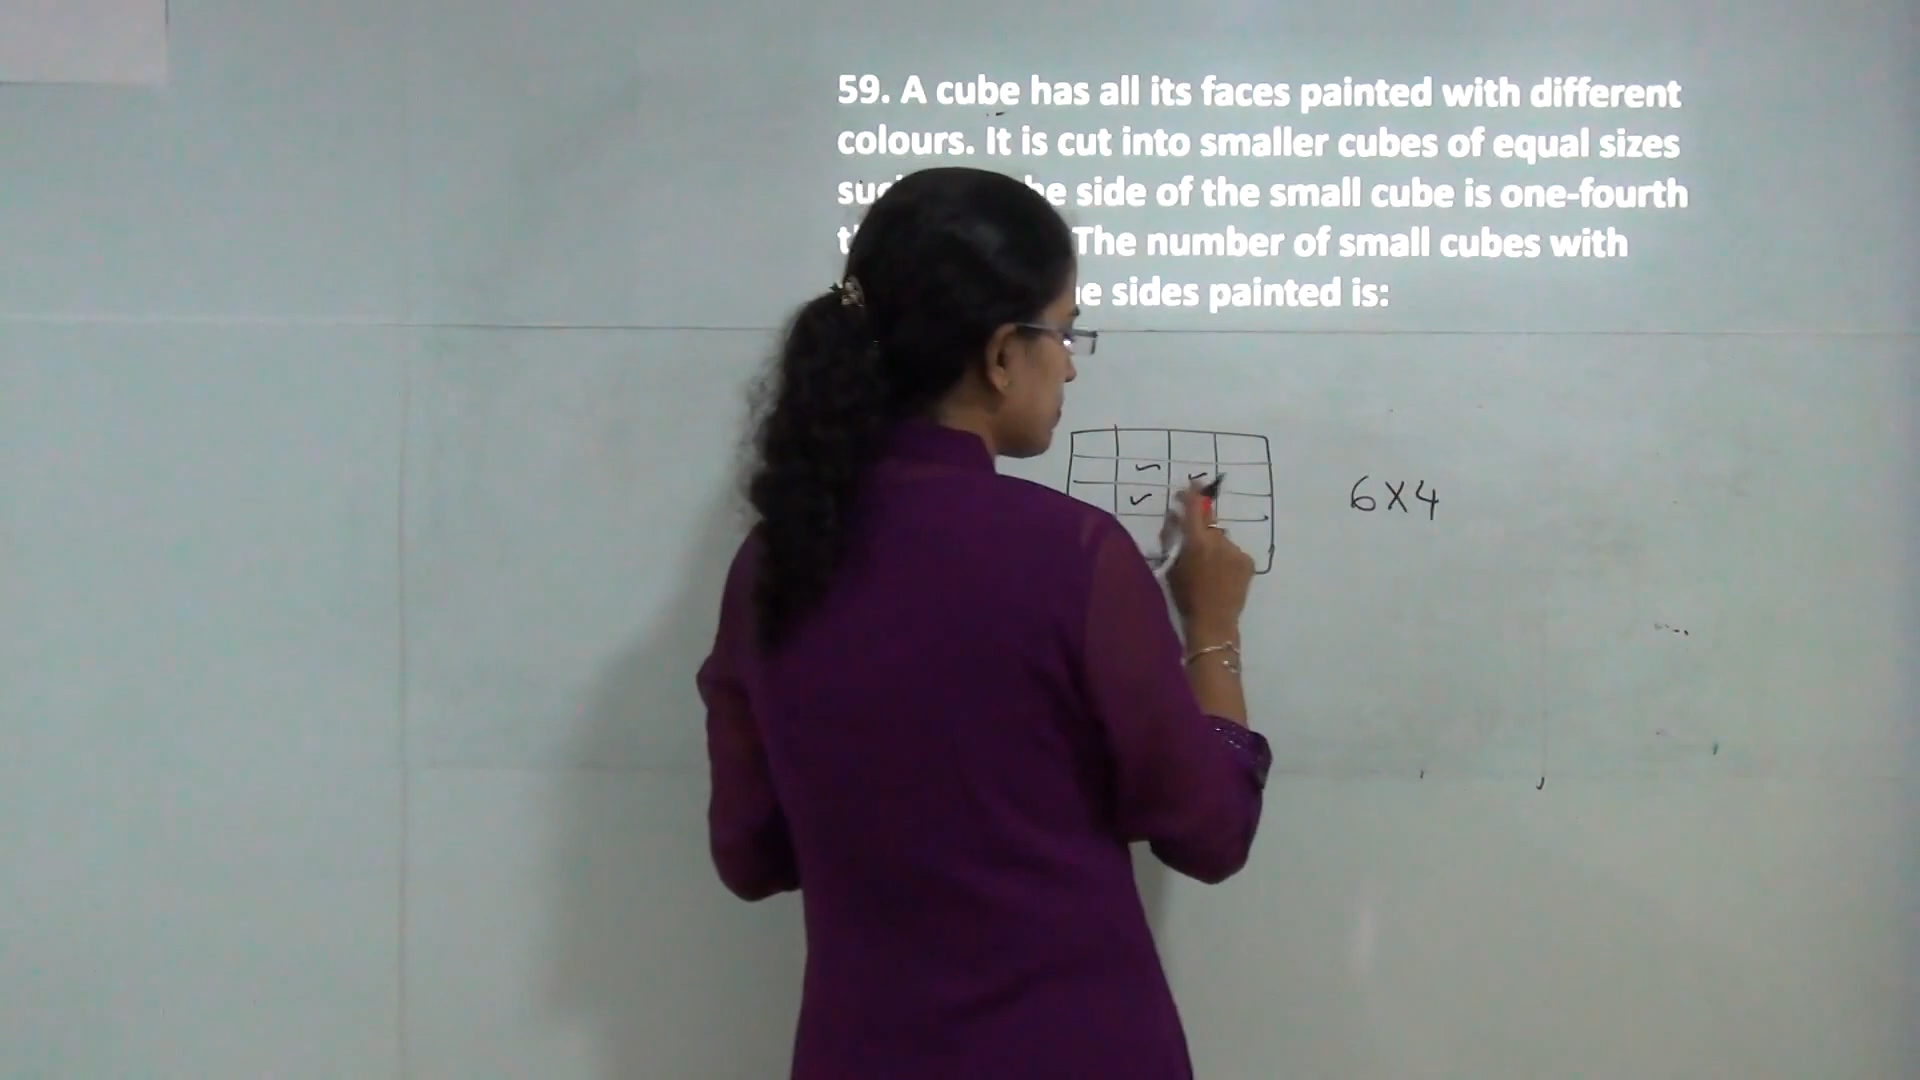 59. A cube has all its faces painted with different
colours. It is cut into smaller cubes of equal sizes
side of the small cube is one-fourth
The number of small cubes with
sides painted is:
6X4